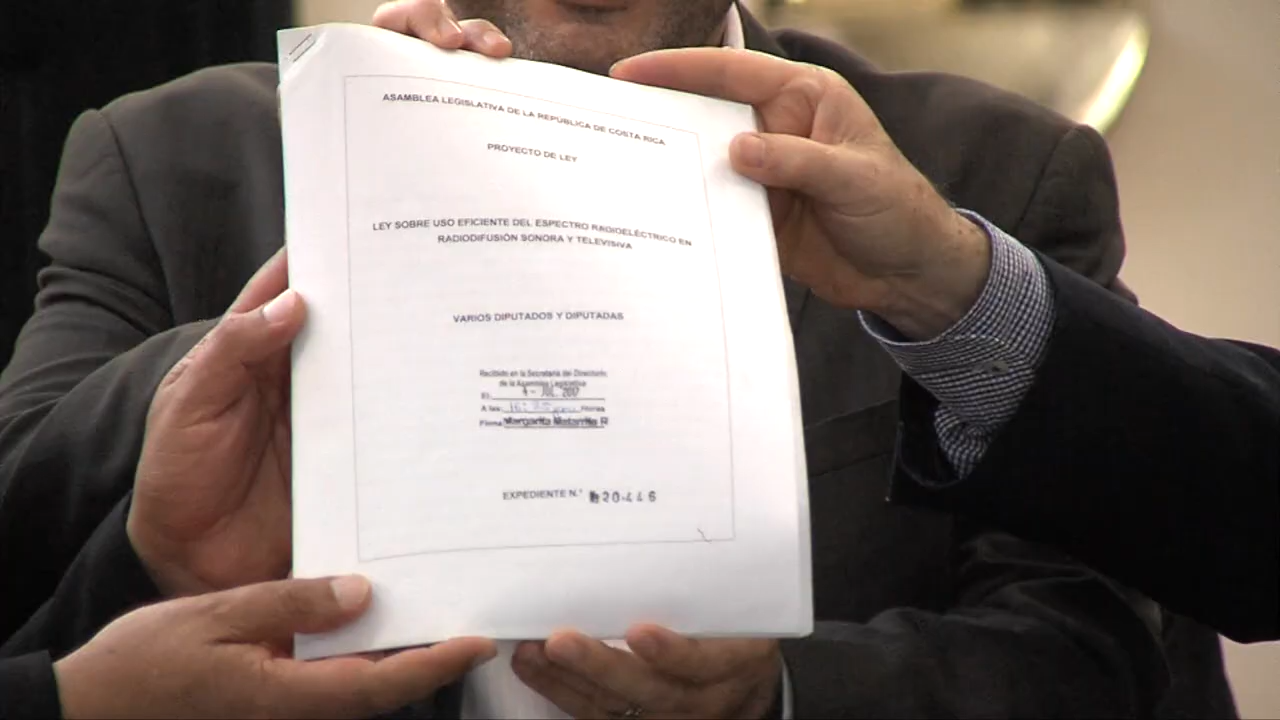 ASAMBLEA LEGISLATIVA DE LA REPÚBLICA DE COSTA RICA
PROYECTO DE LEY
LEY SOBRE USO EFICIENTE DEL ESPECTRO RADIOELÉCTRICO EN
RADIODIFUSIÓN SONORA Y TELEVISIVA
VARIOS DIPUTADOS Y DIPUTADAS
Recibido en la Secretaría del Directorio
de la Asamblea Legislativa
El: 4 - JUL. 2017
A las: Horas
Firma: Margarita Matarrita R
EXPEDIENTE N.° 20.446